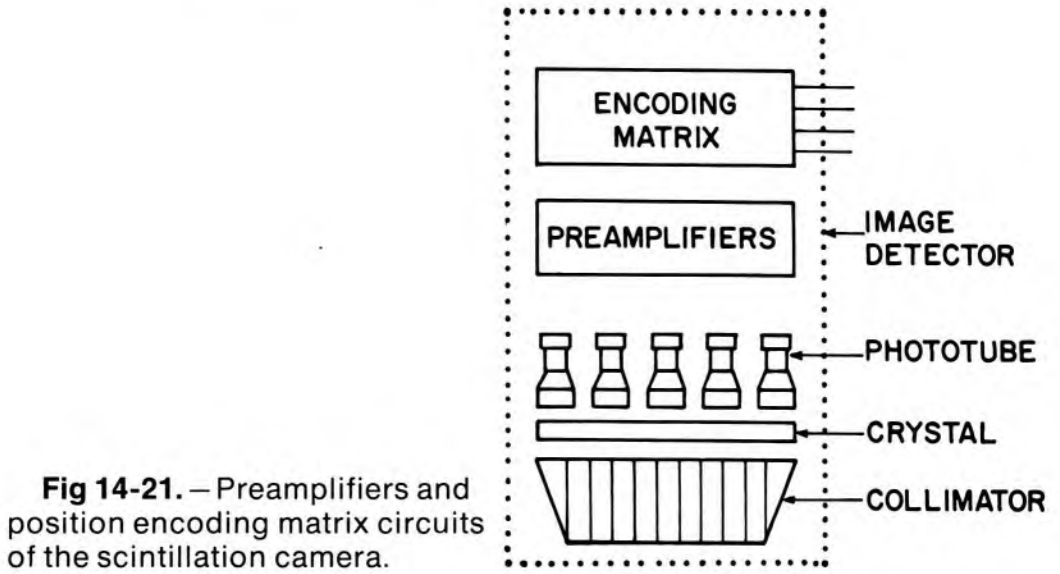 ENCODING
MATRIX
PREAMPLIFIERS
IMAGE
DETECTOR
PHOTOTUBE
CRYSTAL
COLLIMATOR
Fig 14-21. – Preamplifiers and
position encoding matrix circuits
of the scintillation camera.